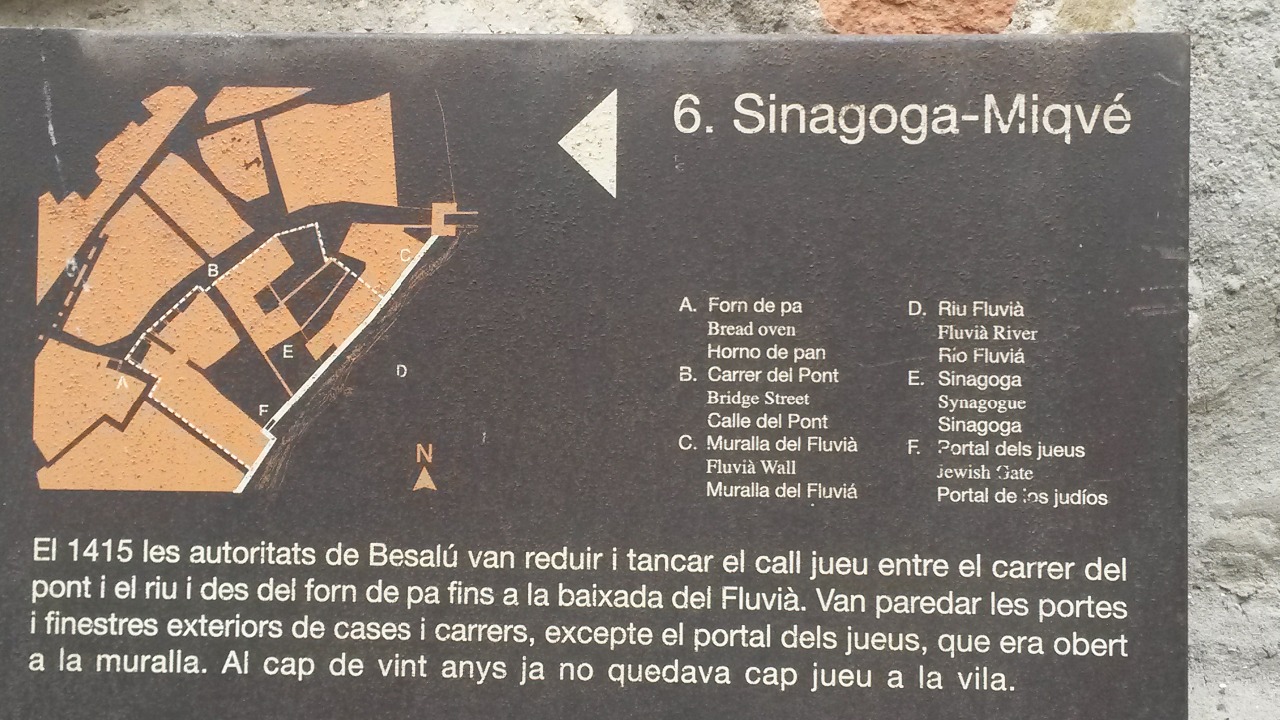 6. Sinagoga-Miqvé
B
C
A
E
D
F
N
A. Forn de pa
Bread oven
Horno de pan
B. Carrer del Pont
Bridge Street
Calle del Pont
C. Muralla del Fluvià
Fluvià Wall
Muralla del Fluviá
D. Riu Fluvià
Fluvià River
Río Fluviá
E. Sinagoga
Synagogue
Sinagoga
F. Portal dels jueus
Jewish Gate
Portal de los judíos
El 1415 les autoritats de Besalú van reduir i tancar el call jueu entre el carrer del
pont i el riu i des del forn de pa fins a la baixada del Fluvià. Van paredar les portes
i finestres exteriors de cases i carrers, excepte el portal dels jueus, que era obert
a la muralla. Al cap de vint anys ja no quedava cap jueu a la vila.